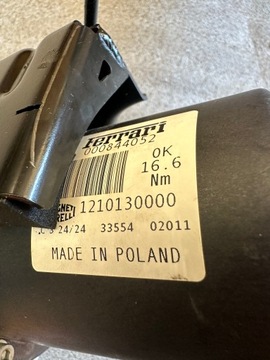 Ferrari
000844052
OK
16.6
Nm
1210130000
24/24 33554 02011
MADE IN POLAND